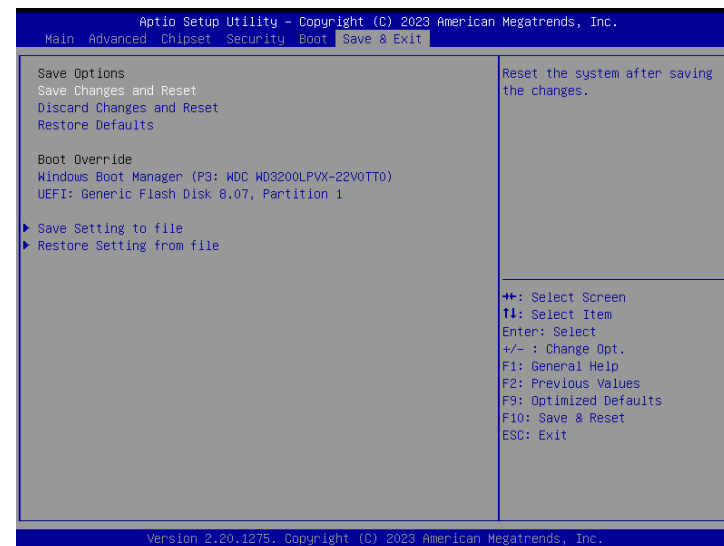 Aptio Setup Utility – Copyright (C) 2023 American Megatrends, Inc.
Main Advanced Chipset Security Boot Save & Exit
Save Options
Save Changes and Reset
Discard Changes and Reset
Restore Defaults
Boot Override
Windows Boot Manager (P3: WDC WD3200LPVX-22V0TT0)
UEFI: Generic Flash Disk 8.07, Partition 1
Save Setting to file
Restore Setting from file
Reset the system after saving
the changes.
→←: Select Screen
↑↓: Select Item
Enter: Select
+/- : Change Opt.
F1: General Help
F2: Previous Values
F9: Optimized Defaults
F10: Save & Reset
ESC: Exit
Version 2.20.1275. Copyright (C) 2023 American Megatrends, Inc.